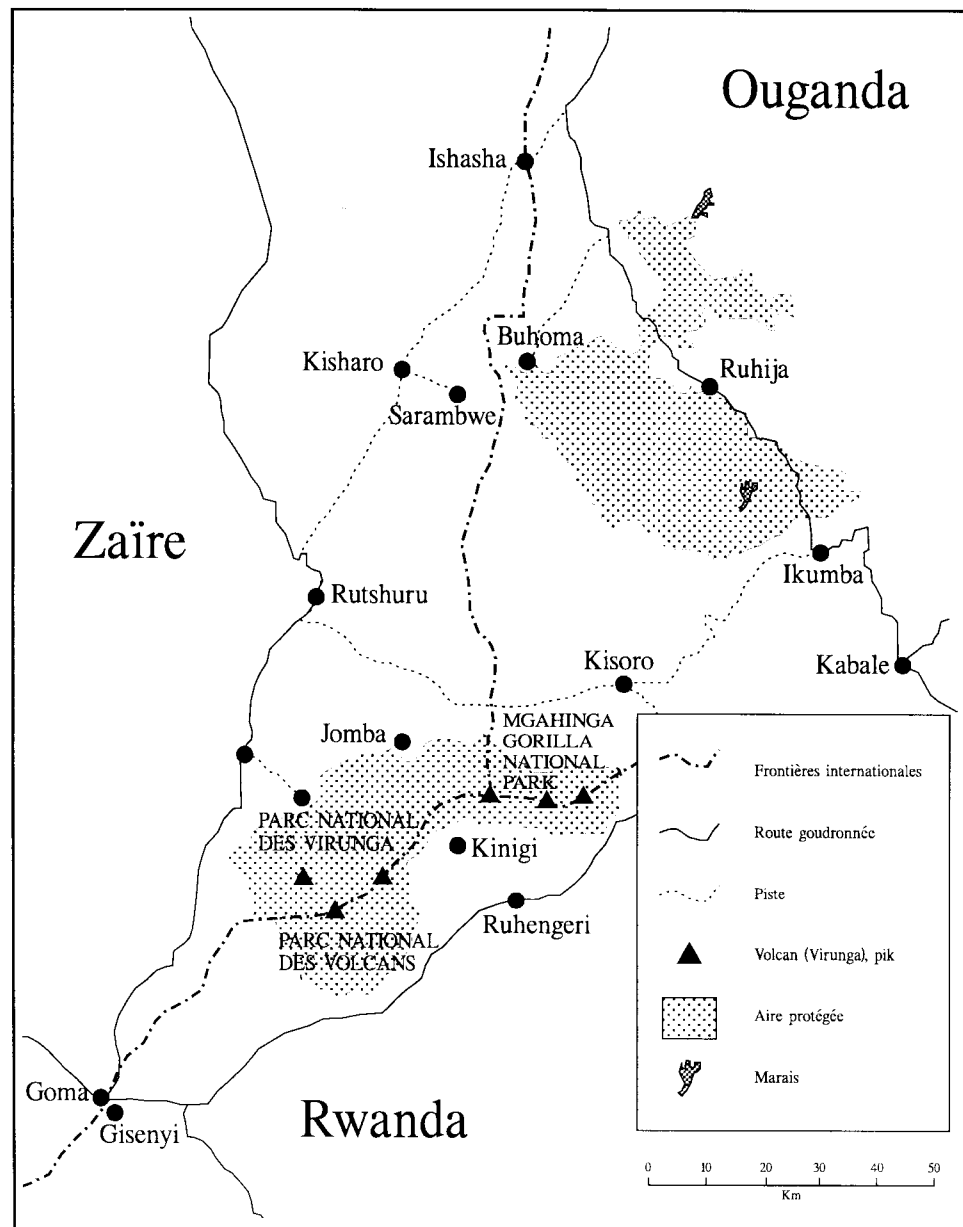 Ouganda
Ishasha
Buhoma
Kisharo
Ruhija
Sarambwe
Zaïre
Ikumba
Rutshuru
Kisoro
Kabale
MGAHINGA
GORILLA
NATIONAL
PARK
Jomba
PARC NATIONAL
DES VIRUNGA
Kinigi
Ruhengeri
PARC NATIONAL
DES VOLCANS
Goma
Gisenyi
Rwanda
Frontières internationales
Route goudronnée
Piste
Volcan (Virunga), pik
Aire protégée
Marais
0 10 20 30 40 50
Km